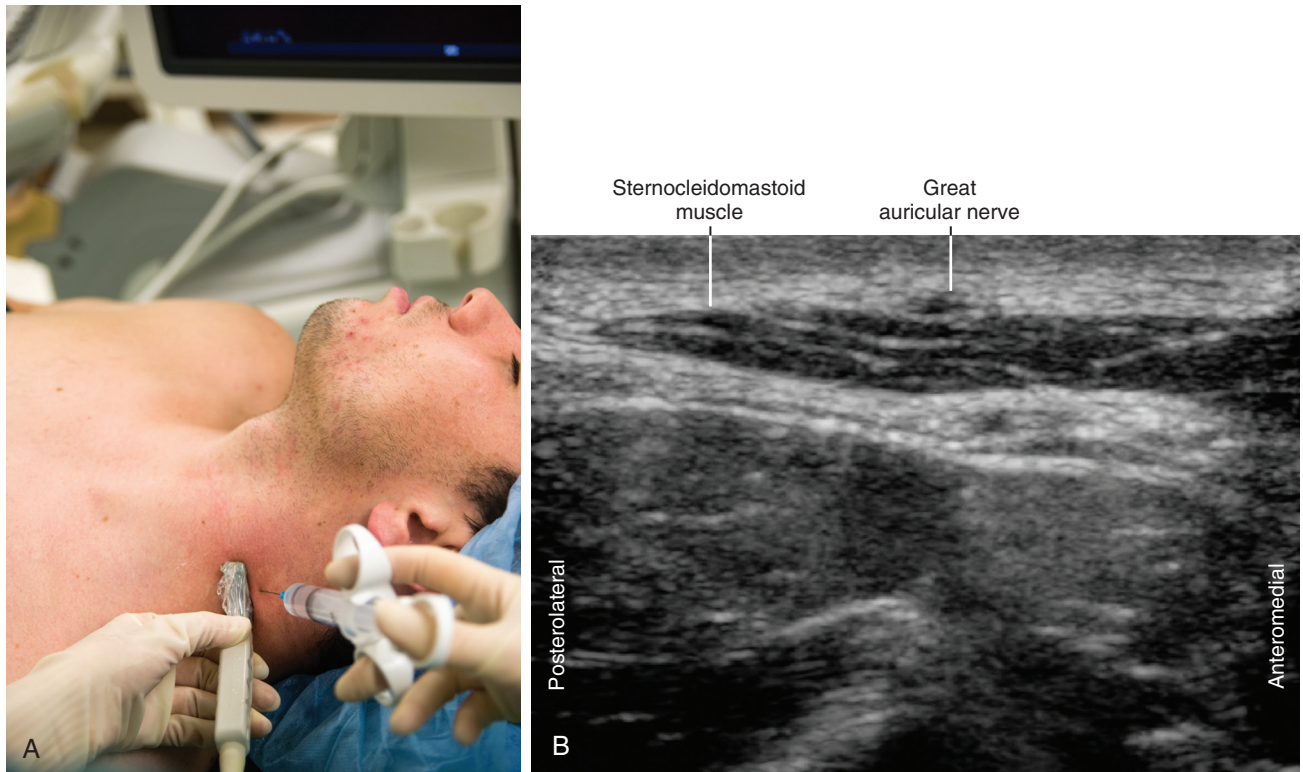 Sternocleidomastoid
muscle
Great
auricular nerve
Posterolateral
Anteromedial
A
B